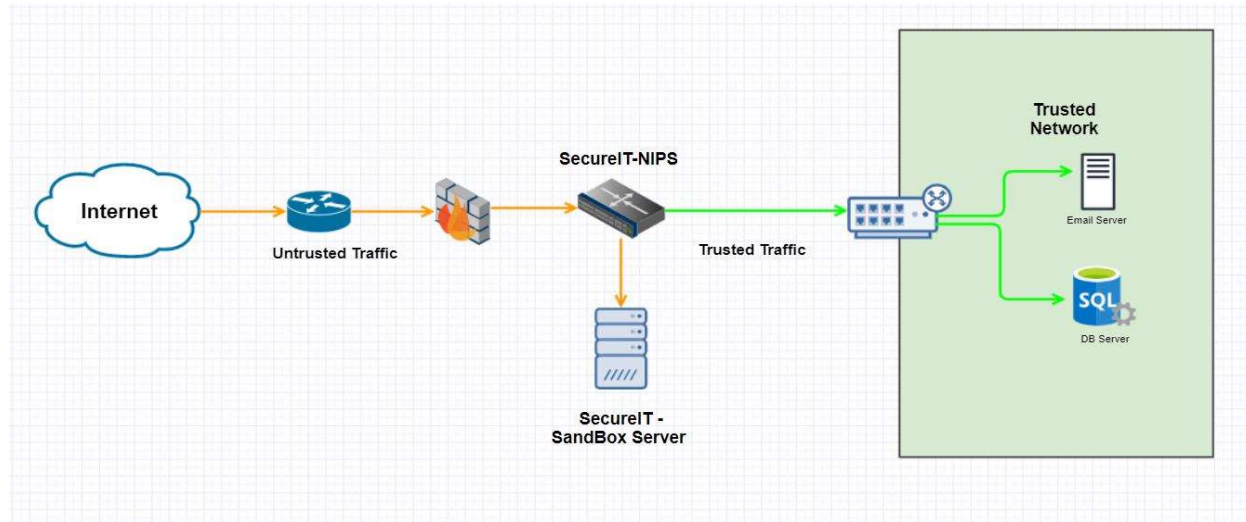 Internet
Untrusted Traffic
SecureIT-NIPS
SecureIT -
SandBox Server
Trusted Traffic
Trusted
Network
Email Server
SQL
DB Server